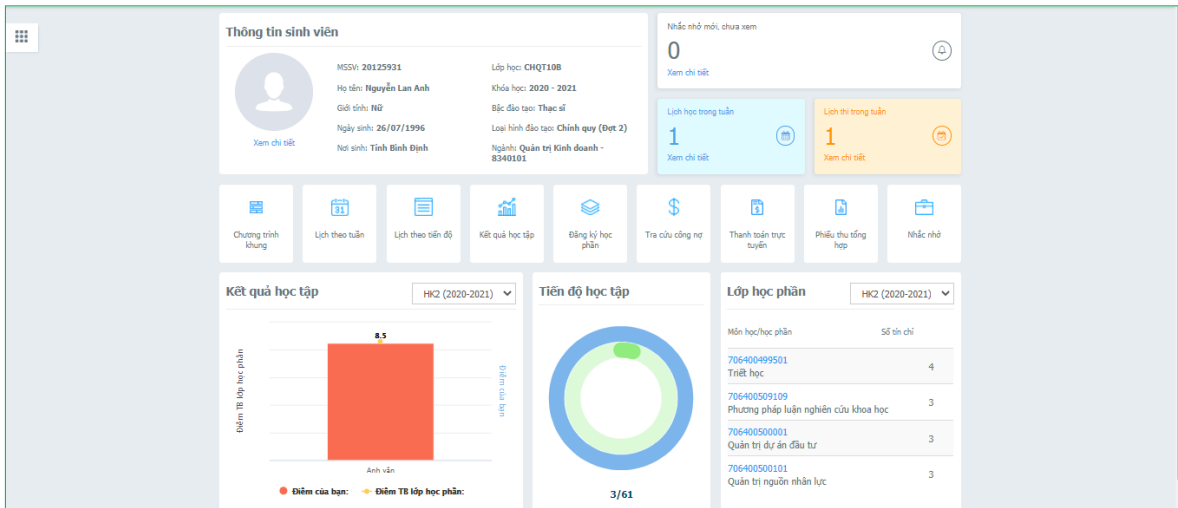 Thông tin sinh viên
MSSV: 20125931
Họ tên: Nguyễn Lan Anh
Giới tính: Nữ
Ngày sinh: 26/07/1996
Nơi sinh: Tỉnh Bình Định
Xem chi tiết
Lớp học: CHQT10B
Khóa học: 2020 - 2021
Bậc đào tạo: Thạc sĩ
Loại hình đào tạo: Chính quy (Đợt 2)
Ngành: Quản trị Kinh doanh -
8340101
Nhắc nhở mới, chưa xem
0
Xem chi tiết
Lịch học trong tuần
1
Xem chi tiết
Lịch thi trong tuần
1
Xem chi tiết
Chương trình
khung
31
Lịch theo tuần
Lịch theo tiến độ
Kết quả học tập
Đăng ký học
phần
Tra cứu công nợ
Thanh toán trực
tuyến
Phiếu thu tổng
hợp
Nhắc nhở
Kết quả học tập
HK2 (2020-2021)
8.5
Điểm TB lớp học phần
Điểm của bạn
Anh văn
Điểm của bạn:
Điểm TB lớp học phần:
Tiến độ học tập
3/61
Lớp học phần
HK2 (2020-2021)
Môn học/học phần Số tín chỉ
706400499501
Triết học 4
706400509109
Phương pháp luận nghiên cứu khoa học 3
706400500001
Quản trị dự án đầu tư 3
706400500101
Quản trị nguồn nhân lực 3